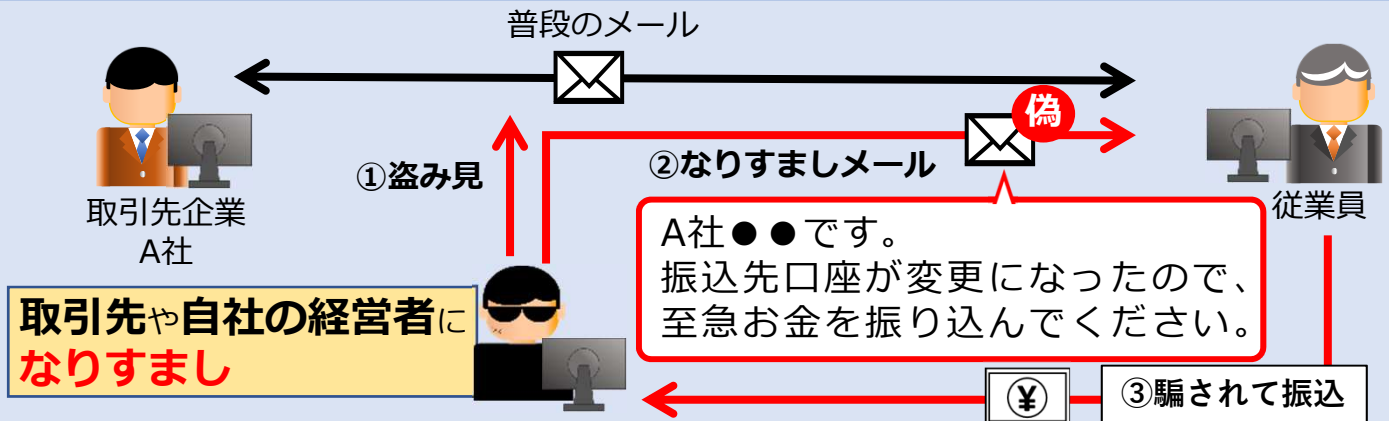 普段のメール
偽
①盗み見
②なりすましメール
取引先企業
A社
従業員
A社●●です。
振込先口座が変更になったので、
至急お金を振り込んでください。
取引先や自社の経営者に
なりすまし
¥
③騙されて振込